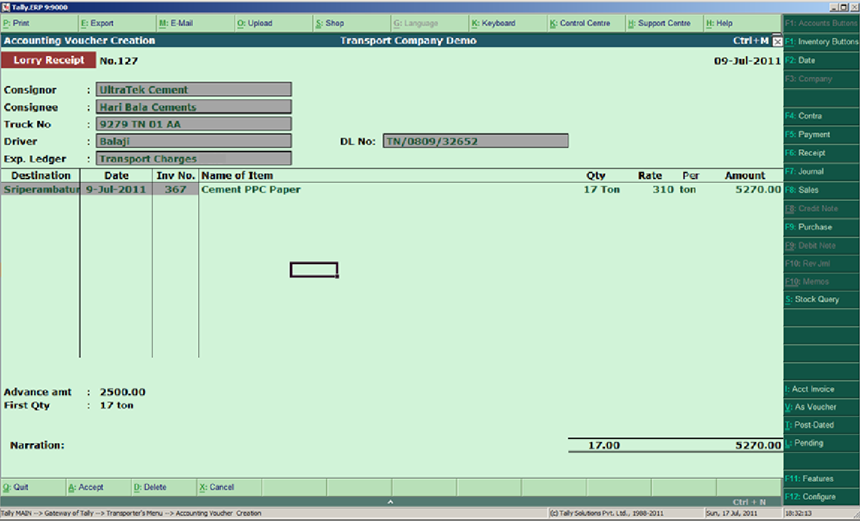 Tally.ERP 9:9000
P: Print E: Export M: E-Mail O: Upload S: Shop G: Language K: Keyboard K: Control Centre H: Support Centre H: Help
F1: Accounts Buttons
Accounting Voucher Creation Transport Company Demo Ctrl+M
F1: Inventory Buttons
Lorry Receipt No.127 09-Jul-2011
F2: Date
F3: Company
Consignor : UltraTek Cement
Consignee : Hari Bala Cements
Truck No : 9279 TN 01 AA
F4: Contra
Driver : Balaji DL No: TN/0809/32652
F5: Payment
Exp. Ledger : Transport Charges
F6: Receipt
Destination Date Inv No. Name of Item Qty Rate Per Amount
F7: Journal
Sriperambatur 9-Jul-2011 367 Cement PPC Paper 17 Ton 310 ton 5270.00
F8: Sales
F8: Credit Note
F9: Purchase
F9: Debit Note
F10: Rev Jrnl
F10: Memos
S: Stock Query
Advance amt : 2500.00
I: Acct Invoice
First Qty : 17 ton
V: As Voucher
T: Post-Dated
Narration: 17.00 5270.00
L: Pending
F11: Features
Q: Quit A: Accept D: Delete X: Cancel
F12: Configure
Ctrl + N
Tally MAIN --> Gateway of Tally --> Transporter's Menu --> Accounting Voucher Creation (c) Tally Solutions Pvt. Ltd., 1988-2011 Sun, 17 Jul, 2011 18:32:13